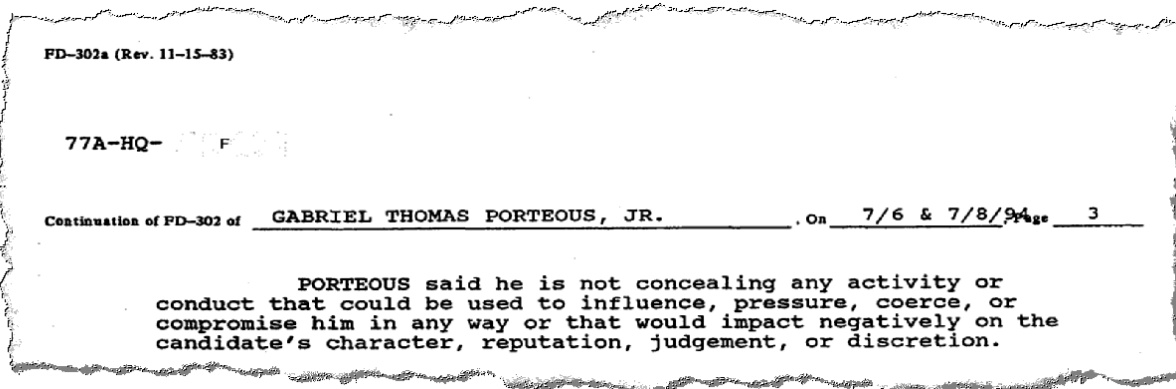 FD–302a (Rev. 11–15–83)
77A-HQ- F
Continuation of FD–302 of GABRIEL THOMAS PORTEOUS, JR. , On 7/6 & 7/8/94 Page 3
PORTEOUS said he is not concealing any activity or
conduct that could be used to influence, pressure, coerce, or
compromise him in any way or that would impact negatively on the
candidate's character, reputation, judgement, or discretion.